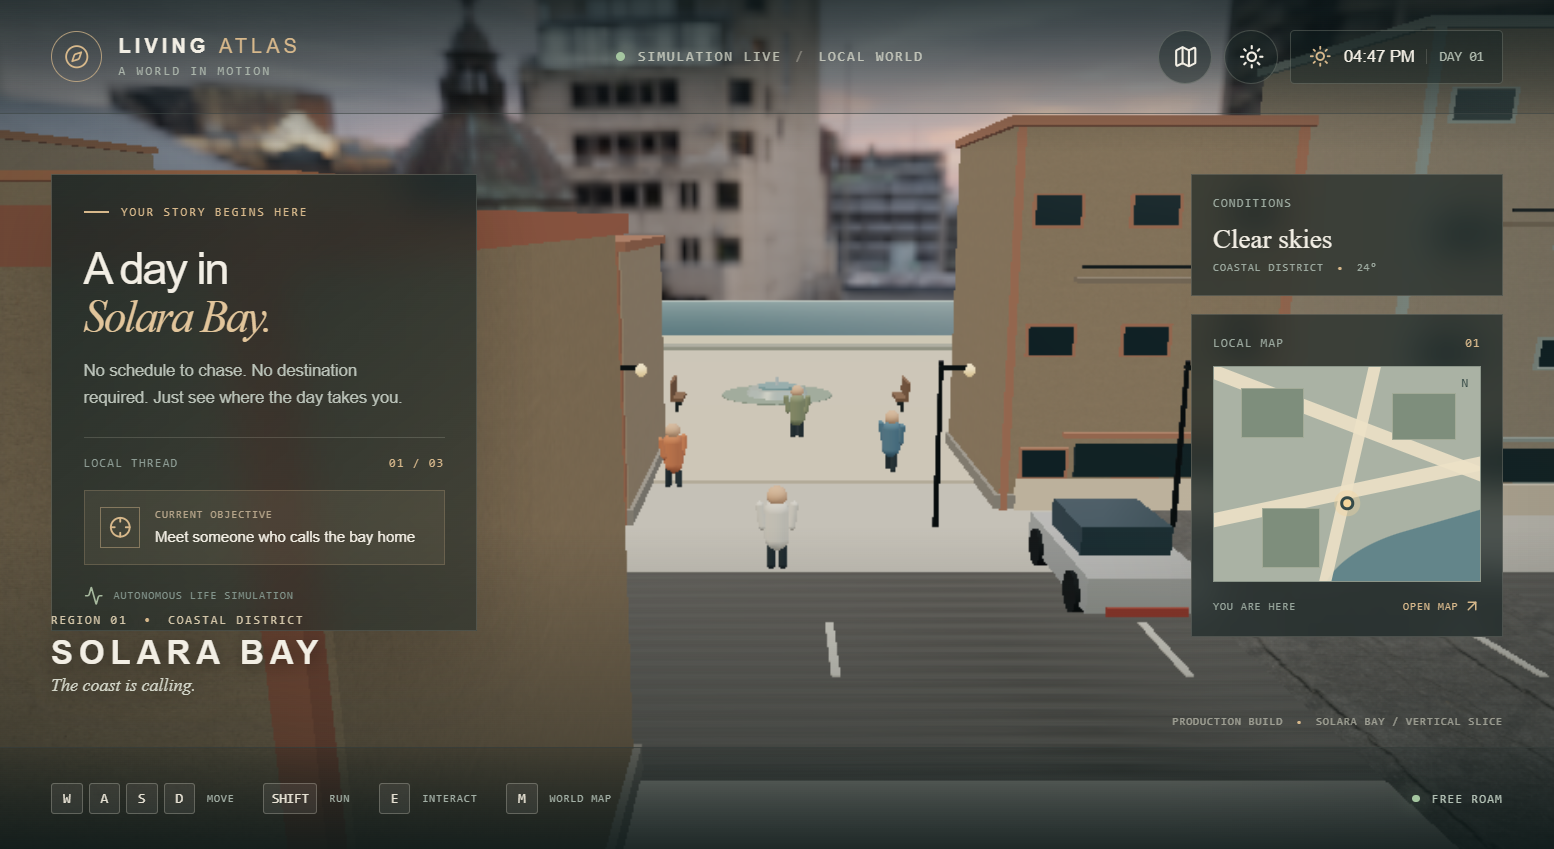 LIVING ATLAS
A WORLD IN MOTION
SIMULATION LIVE / LOCAL WORLD
04:47 PM
DAY 01
YOUR STORY BEGINS HERE
A day in
Solara Bay.
No schedule to chase. No destination
required. Just see where the day takes you.
LOCAL THREAD
01 / 03
CURRENT OBJECTIVE
Meet someone who calls the bay home
AUTONOMOUS LIFE SIMULATION
REGION 01 • COASTAL DISTRICT
SOLARA BAY
The coast is calling.
CONDITIONS
Clear skies
COASTAL DISTRICT • 24°
LOCAL MAP
01
N
YOU ARE HERE
OPEN MAP
PRODUCTION BUILD • SOLARA BAY / VERTICAL SLICE
W A S D MOVE
SHIFT RUN
E INTERACT
M WORLD MAP
FREE ROAM